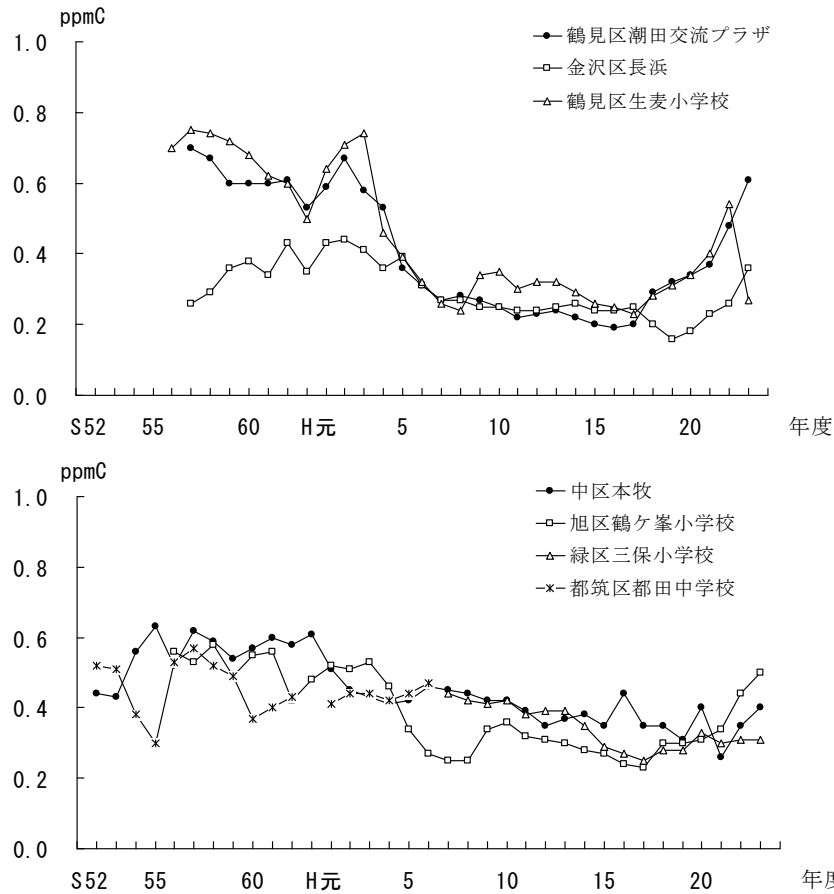 ppmC
1.0
0.8
0.6
0.4
0.2
0.0
鶴見区潮田交流プラザ
金沢区長浜
鶴見区生麦小学校
S52 55 60 H元 5 10 15 20 年度
ppmC
1.0
0.8
0.6
0.4
0.2
0.0
中区本牧
旭区鶴ケ峯小学校
緑区三保小学校
都筑区都田中学校
S52 55 60 H元 5 10 15 20 年度